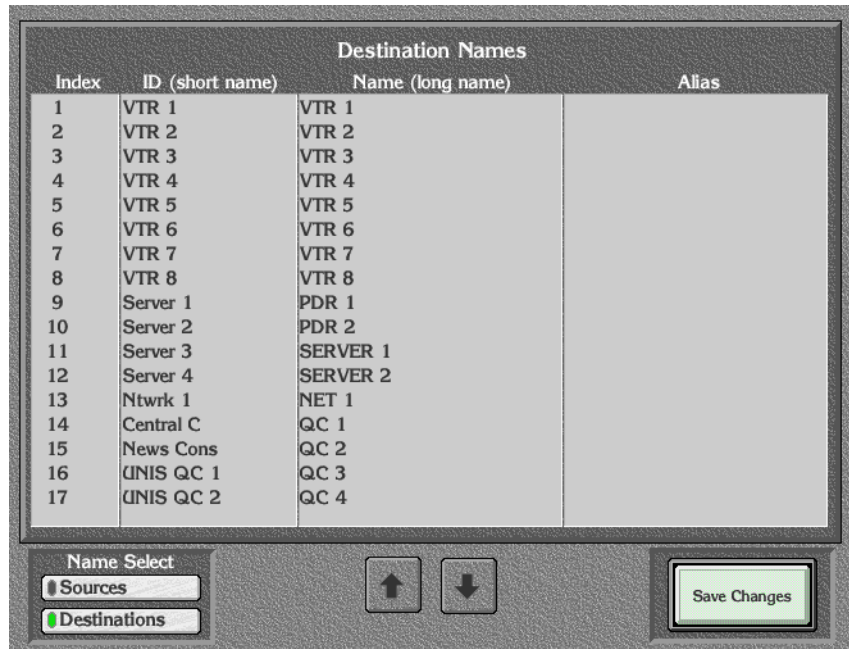 Destination Names
Index ID (short name) Name (long name) Alias
1 VTR 1 VTR 1
2 VTR 2 VTR 2
3 VTR 3 VTR 3
4 VTR 4 VTR 4
5 VTR 5 VTR 5
6 VTR 6 VTR 6
7 VTR 7 VTR 7
8 VTR 8 VTR 8
9 Server 1 PDR 1
10 Server 2 PDR 2
11 Server 3 SERVER 1
12 Server 4 SERVER 2
13 Ntwrk 1 NET 1
14 Central C QC 1
15 News Cons QC 2
16 UNIS QC 1 QC 3
17 UNIS QC 2 QC 4
Name Select
Sources
Destinations
Save Changes